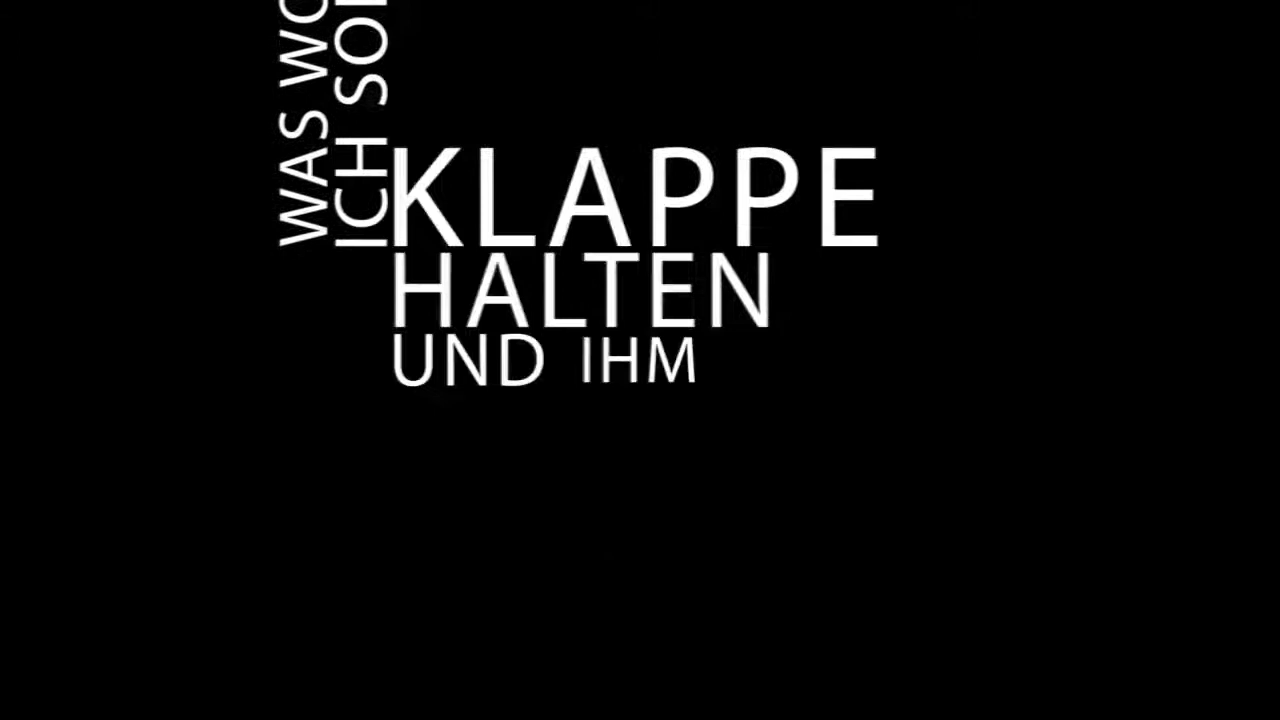 WAS
ICH
KLAPPE
HALTEN
UND IHM